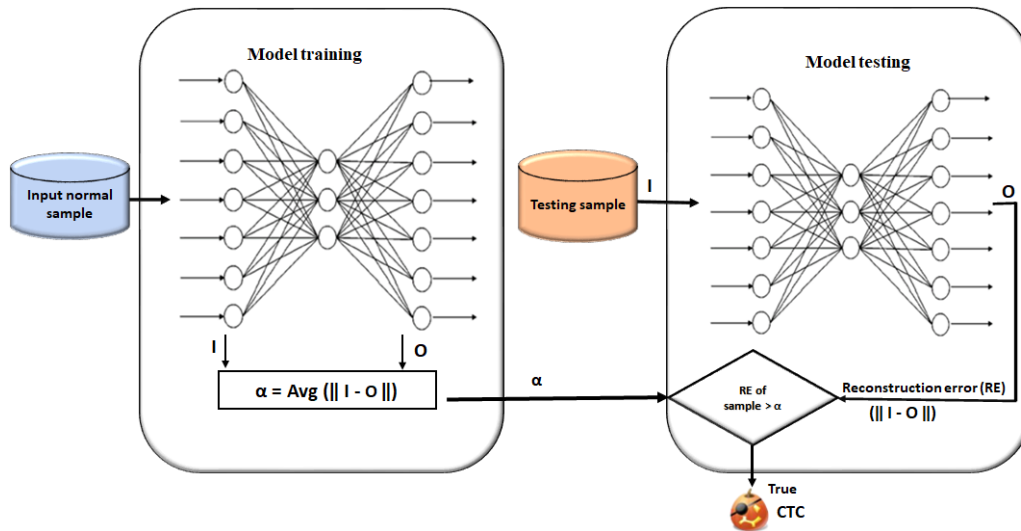 Model training
Model testing
Input normal
sample
Testing sample
I
O
I
O
α = Avg (‖ I - O ‖)
α
RE of
sample > α
Reconstruction error (RE)
(‖ I - O ‖)
True
CTC